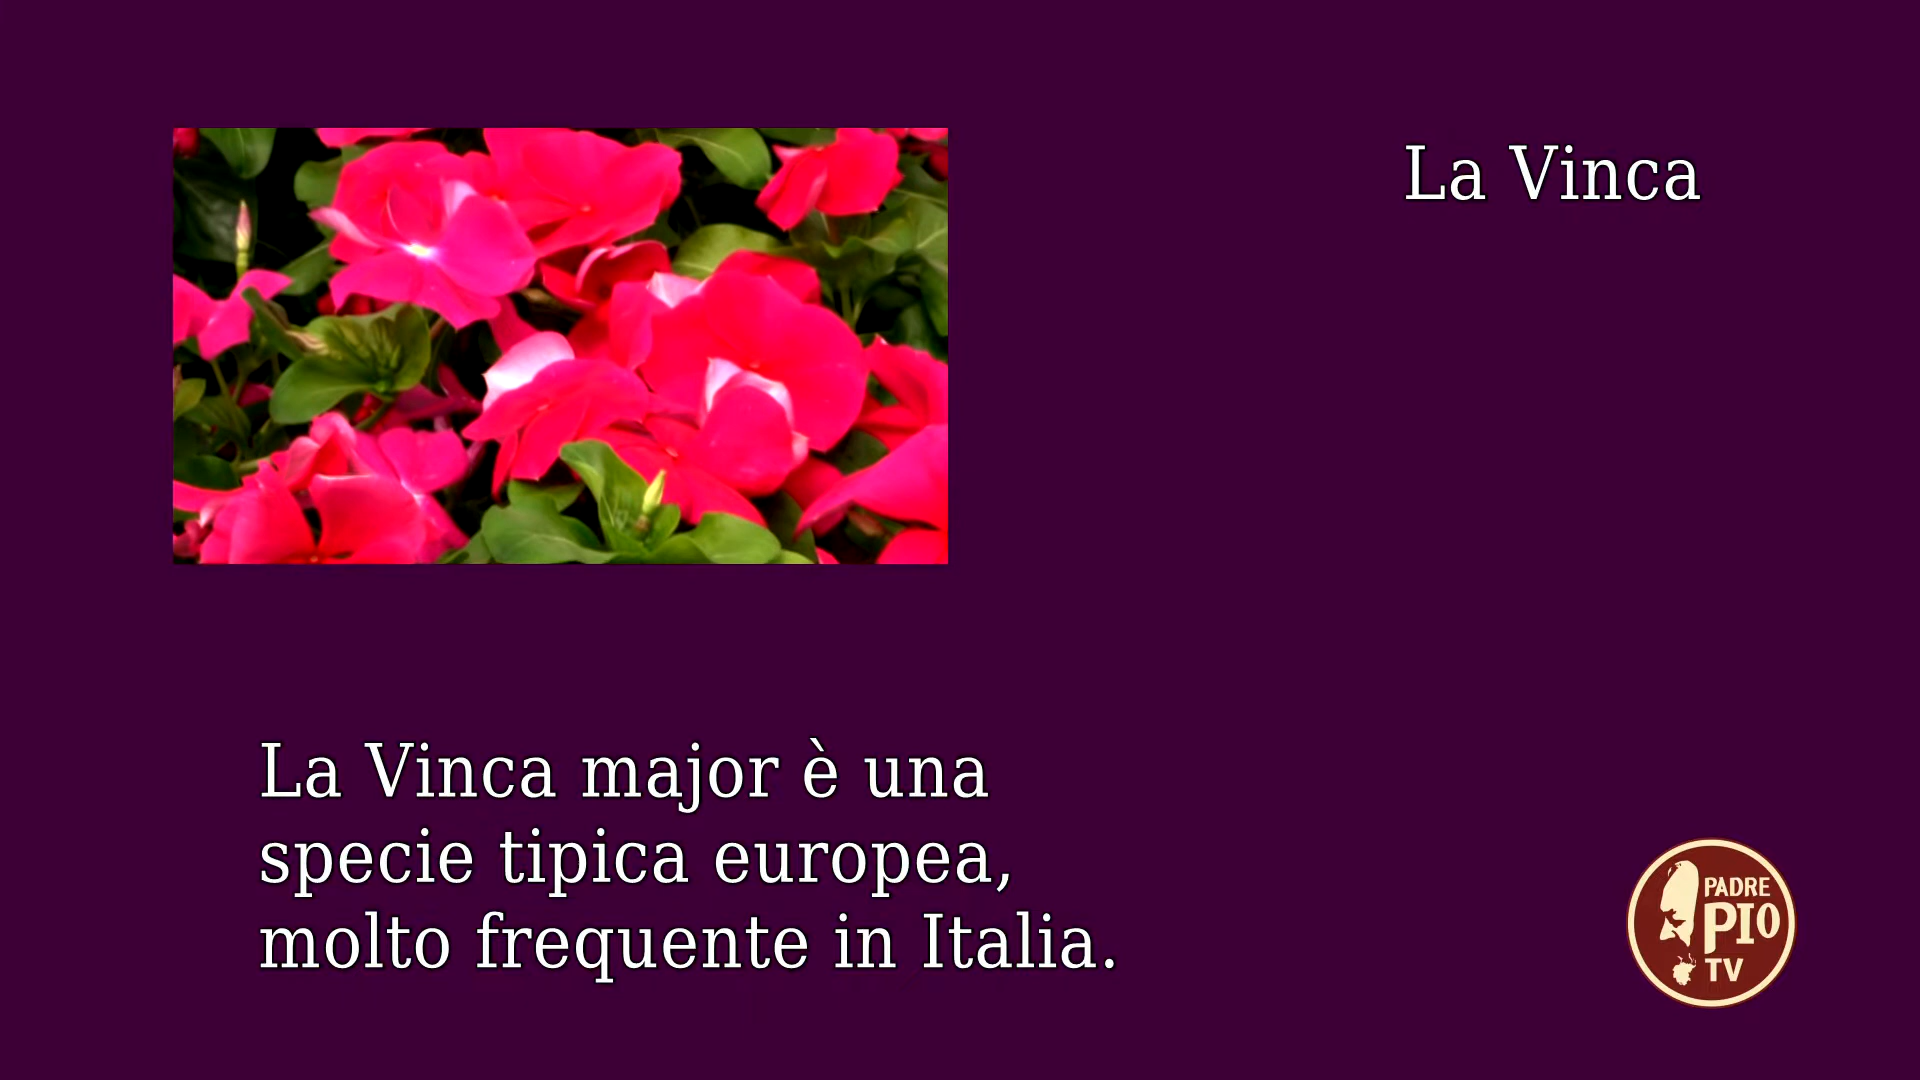 La Vinca
La Vinca major è una
specie tipica europea,
molto frequente in Italia.
PADRE
PIO
TV